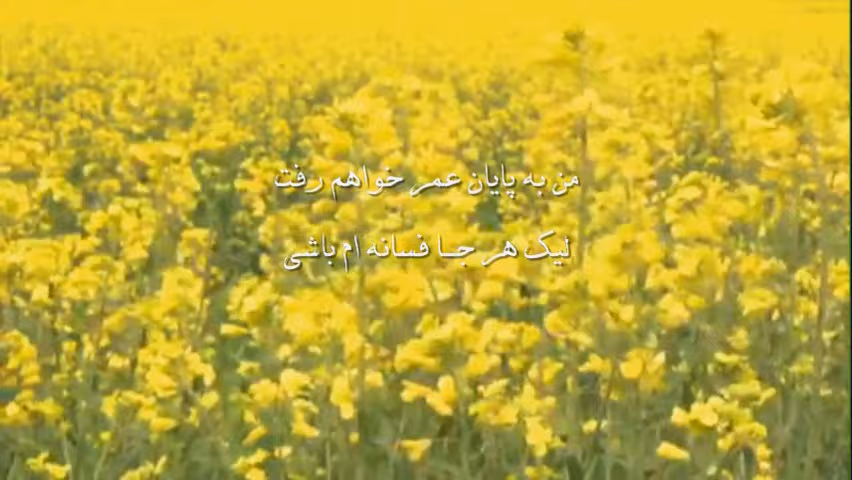 من به پایان عمر خواهم رفت
لیک هر جا فسانه ام باشی